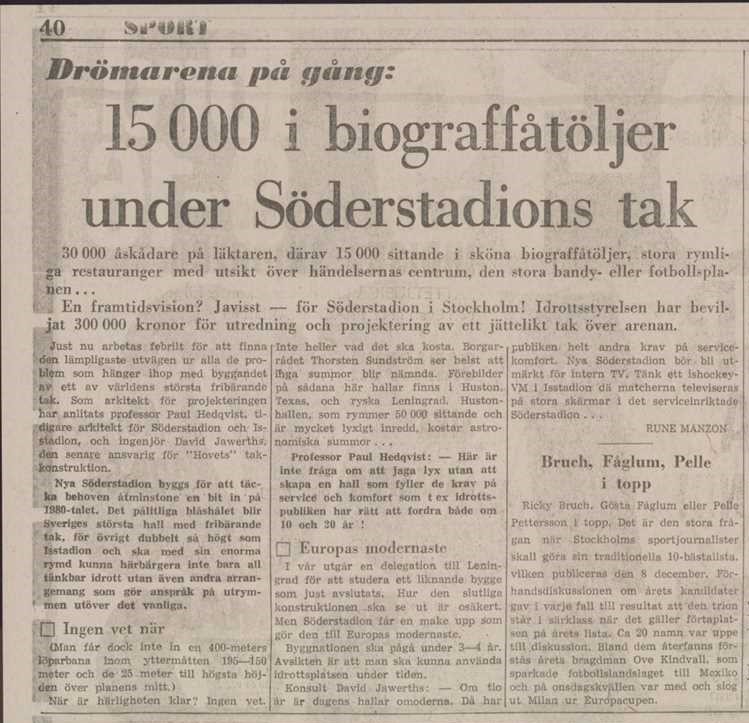 40 SPORT
Drömarena på gång:
15 000 i biograffåtöljer
under Söderstadions tak
30 000 åskådare på läktaren, därav 15 000 sittande i sköna biograffåtöljer, stora rymli-
ga restauranger med utsikt över händelsernas centrum, den stora bandy- eller fotbollspla-
nen...
En framtidsvision? Javisst — för Söderstadion i Stockholm! Idrottsstyrelsen har bevil-
jat 300 000 kronor för utredning och projektering av ett jättelikt tak över arenan.
Just nu arbetas febrilt för att finna
den lämpligaste utvägen ur alla de pro-
blem som hänger ihop med byggandet
av ett av världens största fribärande
tak. Som arkitekt för projekteringen
har anlitats professor Paul Hedqvist, ti-
digare arkitekt för Söderstadion och Is-
stadion, och ingenjör David Jawerths,
den senare ansvarig för "Hovets" tak-
konstruktion.
Nya Söderstadion byggs för att täc-
ka behoven åtminstone en bit in på
1980-talet. Det pålitliga blåshålet blir
Sveriges största hall med fribärande
tak, för övrigt dubbelt så högt som
Isstadion och ska med sin enorma
rymd kunna härbärgera inte bara all
tänkbar idrott utan även andra arran-
gemang som gör anspråk på utrym-
men utöver det vanliga.
□ Ingen vet när
(Man får dock inte in en 400-meters
löparbana inom yttermåtten 195—150
meter och de 25 meter till högsta höj-
den över planens mitt.)
När är härligheten klar? Ingen vet.
Inte heller vad det ska kosta. Borgar-
rådet Thorsten Sundström ser helst att
inga summor blir nämnda. Förebilder
på sådana här hallar finns i Huston,
Texas, och ryska Leningrad. Huston-
hallen, som rymmer 50 000 sittande och
är mycket lyxigt inredd, kostar astro-
nomiska summor...
Professor Paul Hedqvist: — Här är
inte fråga om att jaga lyx utan att
skapa en hall som fyller de krav på
service och komfort som t ex idrotts-
publiken har rätt att fordra både om
10 och 20 år!
□ Europas modernaste
I vår utgår en delegation till Lenin-
grad för att studera ett liknande bygge
som just avslutats. Hur den slutliga
konstruktionen ska se ut är osäkert.
Men Söderstadion får en make upp som
gör den till Europas modernaste.
Byggnationen ska pågå under 3—4 år.
Avsikten är att man ska kunna använda
idrottsplatsen under tiden.
Konsult David Jawerths: — Om tio
år är dagens hallar omoderna. Då har
publiken helt andra krav på service-
komfort. Nya Söderstadion bör bli ut-
märkt för intern TV. Tänk ett ishockey-
VM i Isstadion då matcherna televiseras
på stora skärmar i det serviceinriktade
Söderstadion...
RUNE MANZON
Bruch, Fåglum, Pelle
i topp
Ricky Bruch, Gösta Fåglum eller Pelle
Pettersson i topp. Det är den stora frå-
gan när Stockholms sportjournalister
skall göra sin traditionella 10-bästalista,
vilken publiceras den 8 december. För-
handsdiskussionen om årets kandidater
gav i varje fall till resultat att den trion
står i särklass när det gäller förtaplat-
sen på årets lista. Ca 20 namn var uppe
till diskussion. Bland dem återfanns för-
stås årets bragdman Ove Kindvall, som
sparkade fotbollslandslaget till Mexiko
och på onsdagskvällen var med och slog
ut Milan ur Europacupen.